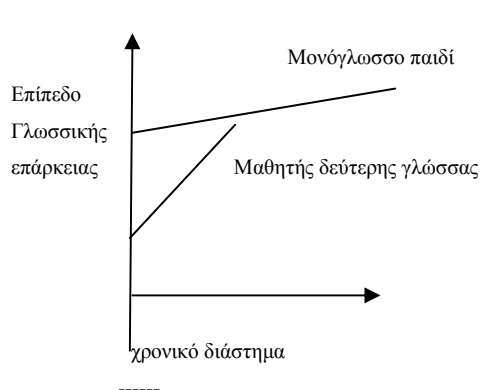 Μονόγλωσσο παιδί
Επίπεδο
Γλωσσικής
επάρκειας
Μαθητής δεύτερης γλώσσας
χρονικό διάστημα